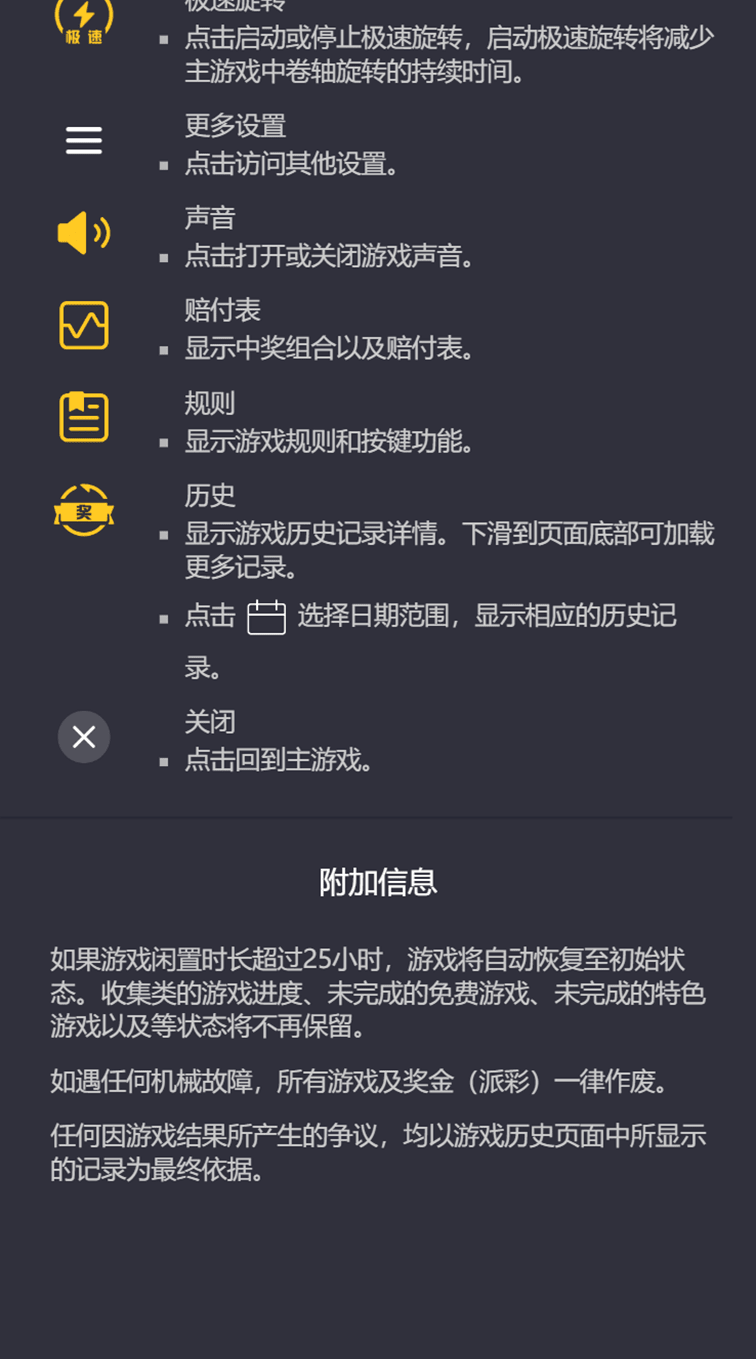 极速旋转
极速
点击启动或停止极速旋转，启动极速旋转将减少
主游戏中卷轴旋转的持续时间。
更多设置
点击访问其他设置。
声音
点击打开或关闭游戏声音。
赔付表
显示中奖组合以及赔付表。
规则
显示游戏规则和按键功能。
历史
奖
显示游戏历史记录详情。下滑到页面底部可加载
更多记录。
点击 选择日期范围，显示相应的历史记
录。
关闭
点击回到主游戏。
附加信息
如果游戏闲置时长超过25小时，游戏将自动恢复至初始状
态。收集类的游戏进度、未完成的免费游戏、未完成的特色
游戏以及等状态将不再保留。
如遇任何机械故障，所有游戏及奖金（派彩）一律作废。
任何因游戏结果所产生的争议，均以游戏历史页面中所显示
的记录为最终依据。